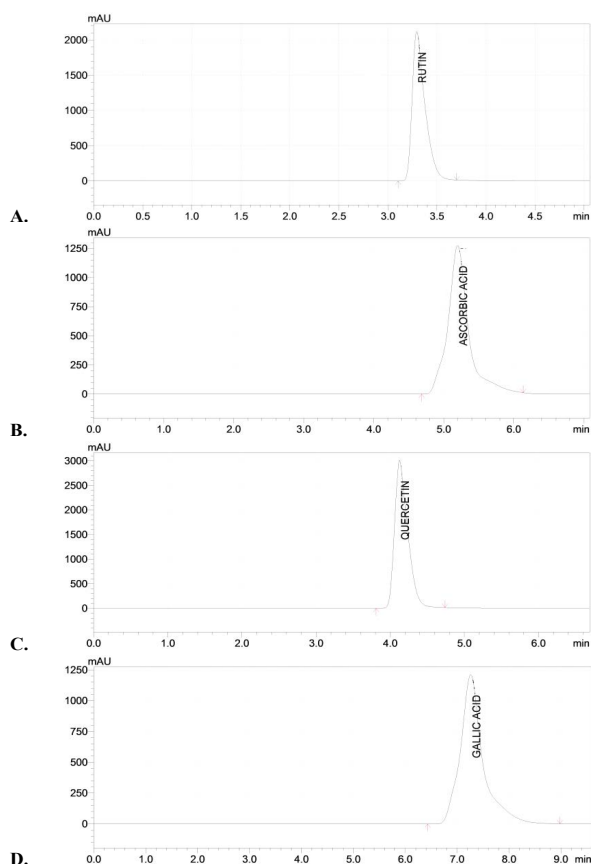 mAU
2000
1500
1000
500
0
RUTIN
0.0 0.5 1.0 1.5 2.0 2.5 3.0 3.5 4.0 4.5 min
A.
mAU
1250
1000
750
500
250
0
ASCORBIC ACID
0.0 1.0 2.0 3.0 4.0 5.0 6.0 min
B.
mAU
3000
2500
2000
1500
1000
500
0
QUERCETIN
0.0 1.0 2.0 3.0 4.0 5.0 6.0 min
C.
mAU
1250
1000
750
500
250
0
GALLIC ACID
0.0 1.0 2.0 3.0 4.0 5.0 6.0 7.0 8.0 9.0 min
D.